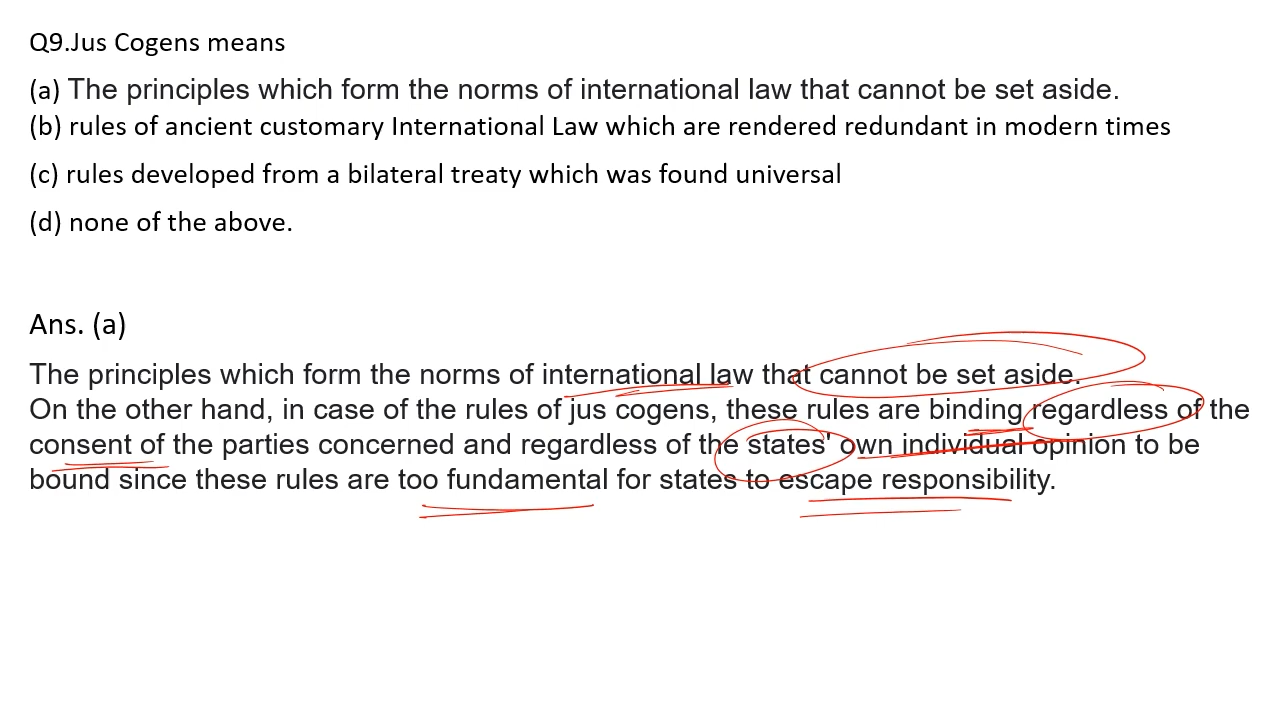 Q9.Jus Cogens means
(a) The principles which form the norms of international law that cannot be set aside.
(b) rules of ancient customary International Law which are rendered redundant in modern times
(c) rules developed from a bilateral treaty which was found universal
(d) none of the above.
Ans. (a)
The principles which form the norms of international law that cannot be set aside.
On the other hand, in case of the rules of jus cogens, these rules are binding regardless of the
consent of the parties concerned and regardless of the states' own individual opinion to be
bound since these rules are too fundamental for states to escape responsibility.